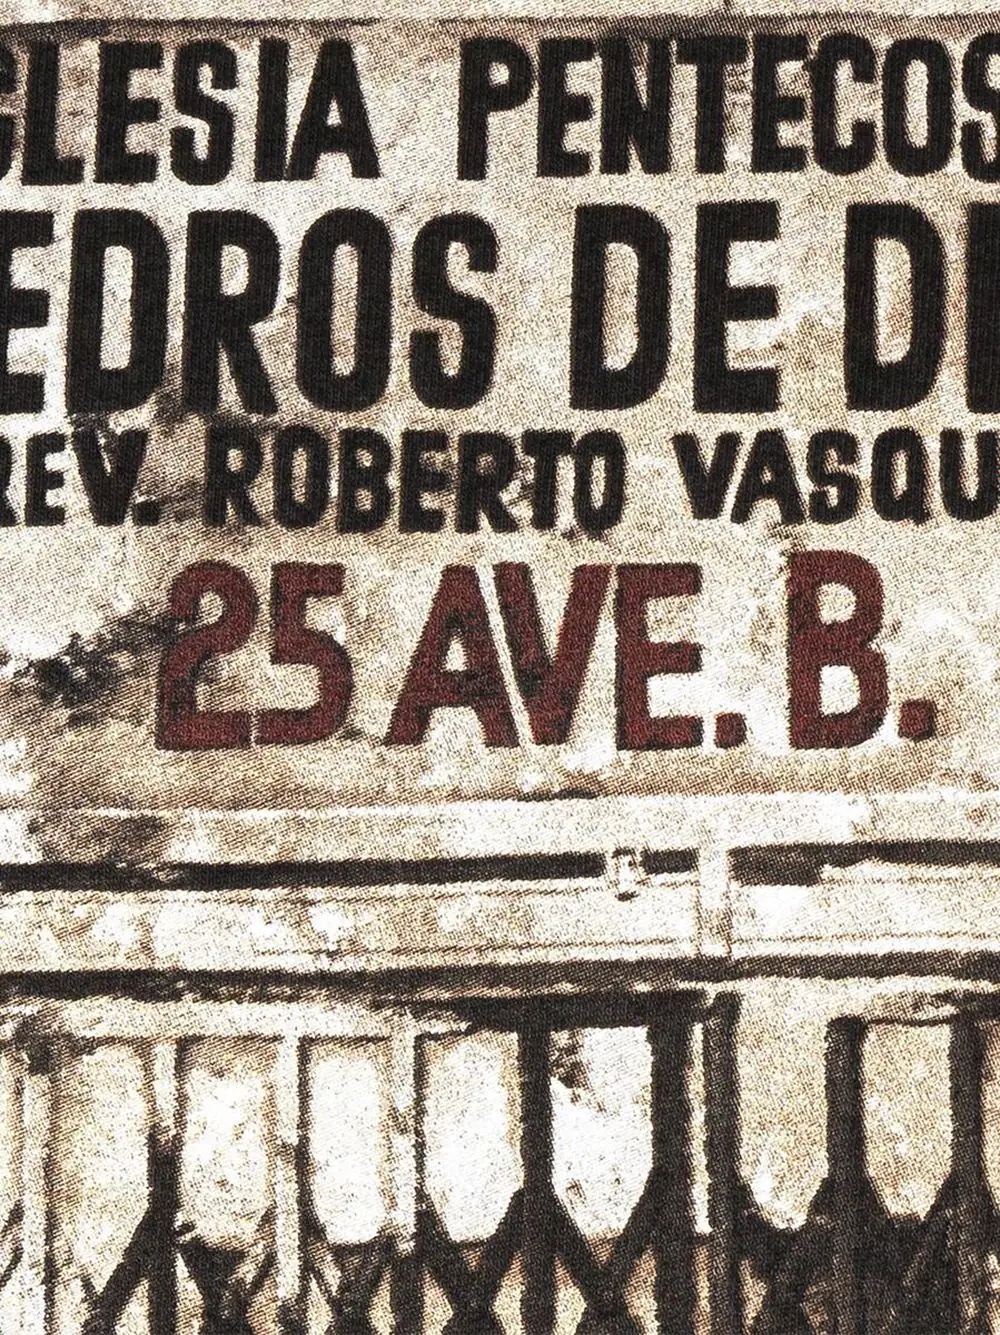 GLESIA PENTECOS
EDROS DE DI
REV. ROBERTO VASQU
25 AVE. B.